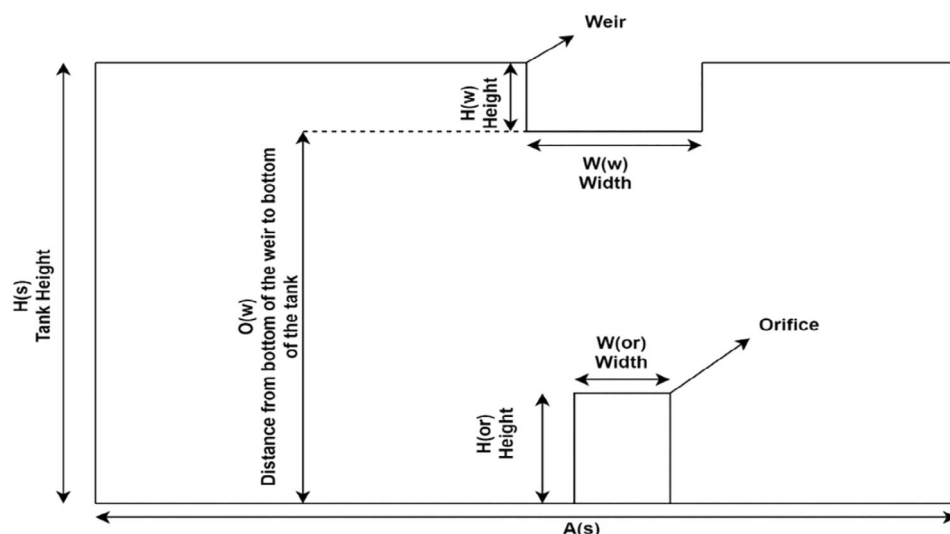 Weir
H(w)
Height
W(w)
Width
H(s)
Tank Height
O(w)
Distance from bottom of the weir to bottom
of the tank
Orifice
W(or)
Width
H(or)
Height
A(s)